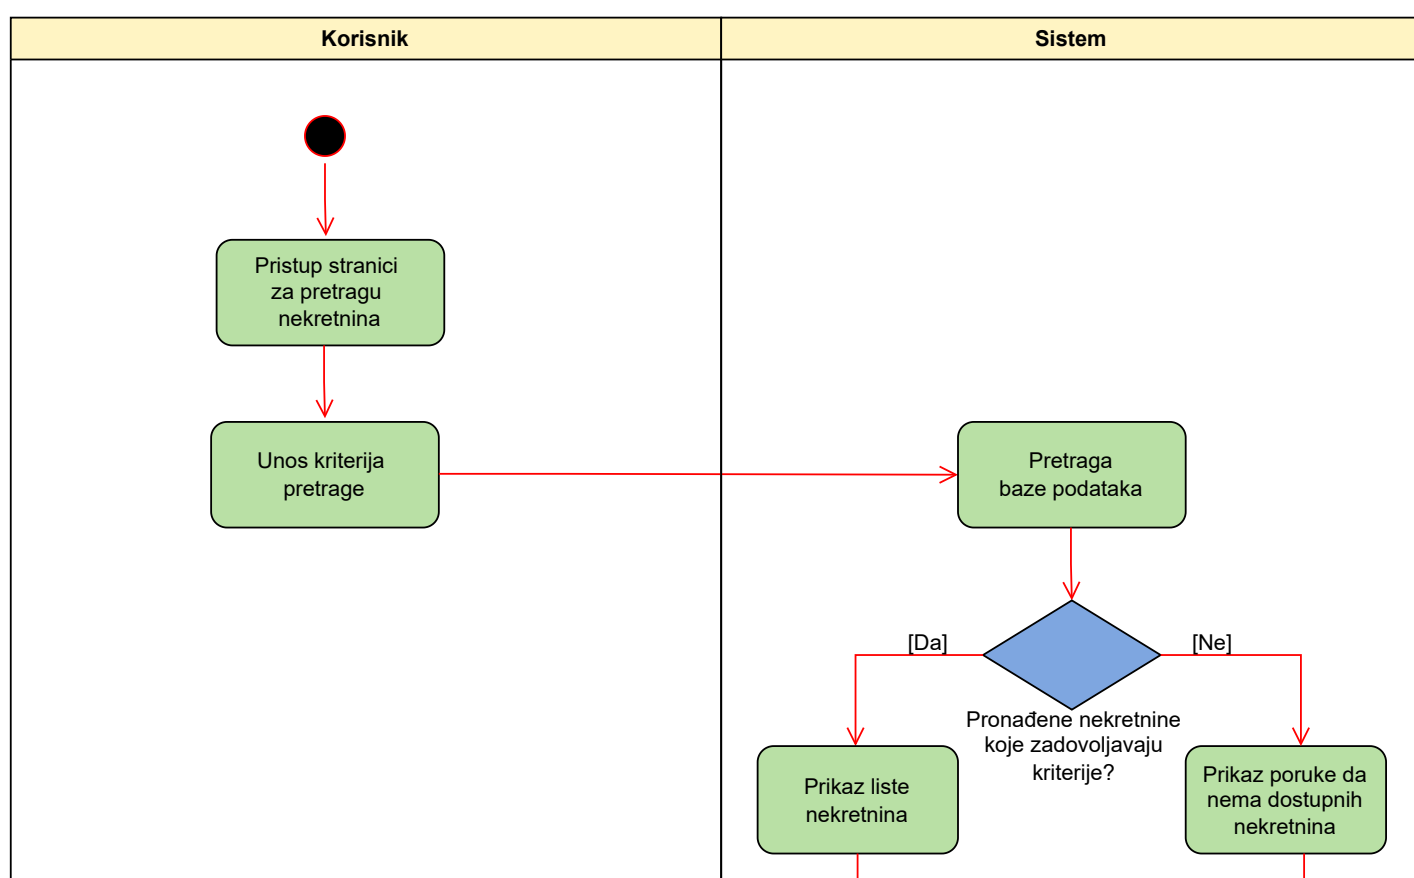 Korisnik
Sistem
Pristup stranici
za pretragu
nekretnina
Unos kriterija
pretrage
Pretraga
baze podataka
[Da]
[Ne]
Pronađene nekretnine
koje zadovoljavaju
kriterije?
Prikaz liste
nekretnina
Prikaz poruke da
nema dostupnih
nekretnina